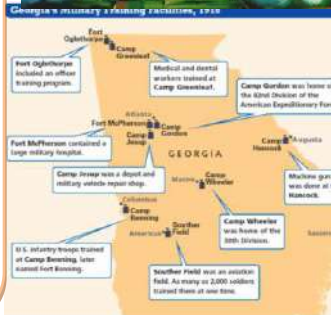 Georgia's Military Training Facilities, 1918
Fort
Oglethorpe
Camp
Greenleaf
Fort Oglethorpe
included an officer
training program.
Medical and dental
workers trained at
Camp Greenleaf.
Camp Gordon was home
the 82nd Division of the
American Expeditionary
Atlanta
Fort McPherson
Camp
Gordon
Camp
Jessup
Fort McPherson contained a
large military hospital.
GEORGIA
Camp
Hancock
Augusta
Camp Jessup was a depot and
military vehicle repair shop.
Macon
Camp
Wheeler
Machine gun
was done at
Hancock.
Columbus
Camp
Benning
Souther
Field
Americus
Camp Wheeler
was home of the
Division.
U.S. infantry troops trained
at Camp Benning, later
named Fort Benning.
Souther Field was an aviation
field. As many as 2,000 soldiers
trained there at one time.